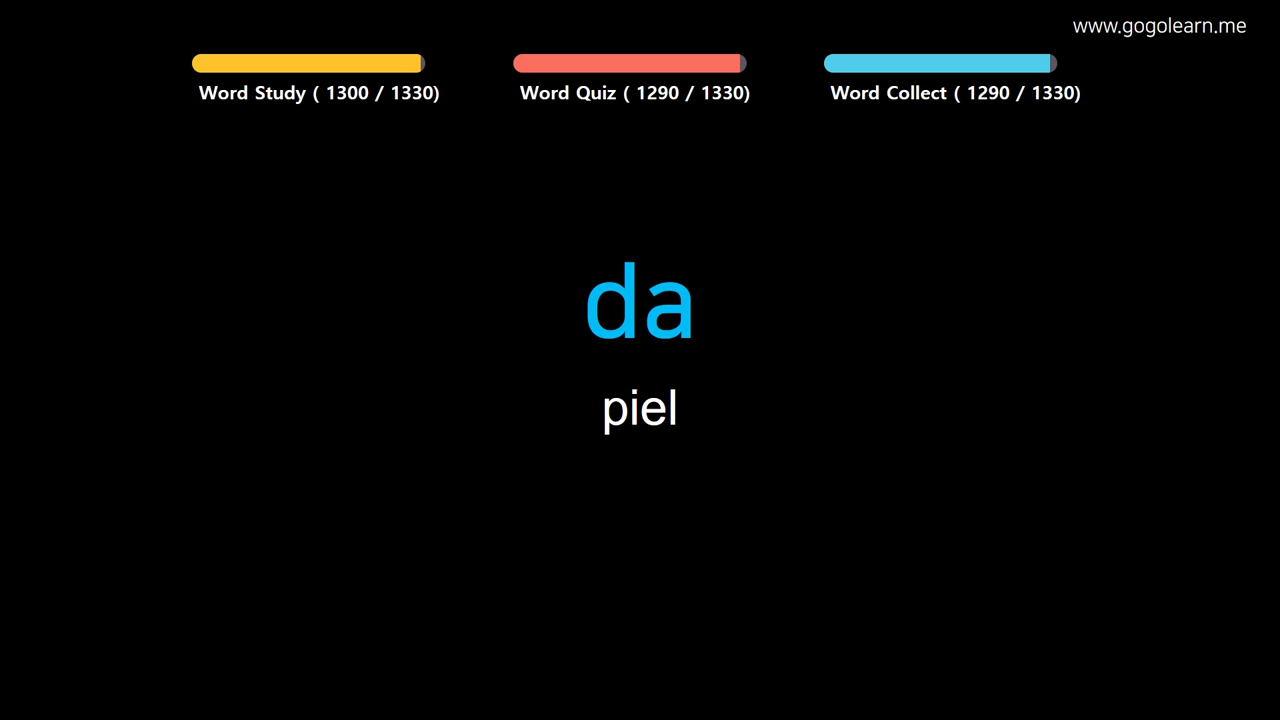 www.gogolearn.me
Word Study ( 1300 / 1330)
Word Quiz ( 1290 / 1330)
Word Collect ( 1290 / 1330)
da
piel